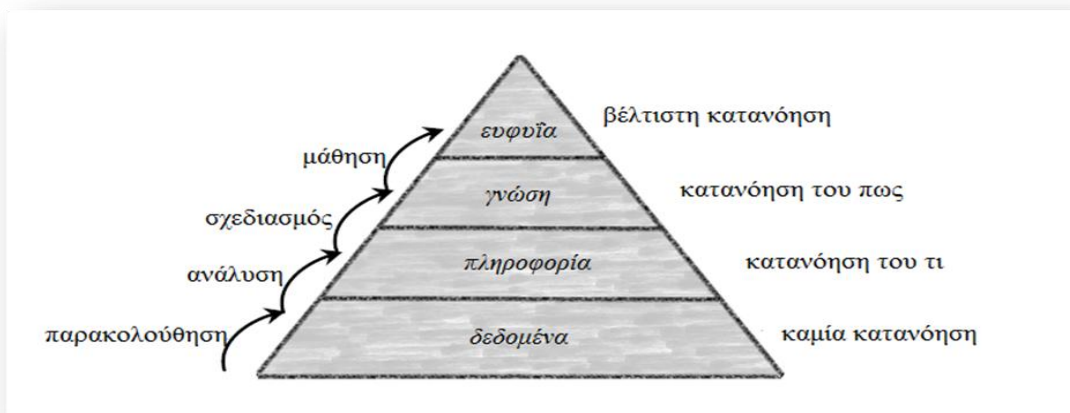 ευφυΐα
βέλτιστη κατανόηση
μάθηση
γνώση
κατανόηση του πως
σχεδιασμός
πληροφορία
κατανόηση του τι
ανάλυση
παρακολούθηση
δεδομένα
καμία κατανόηση